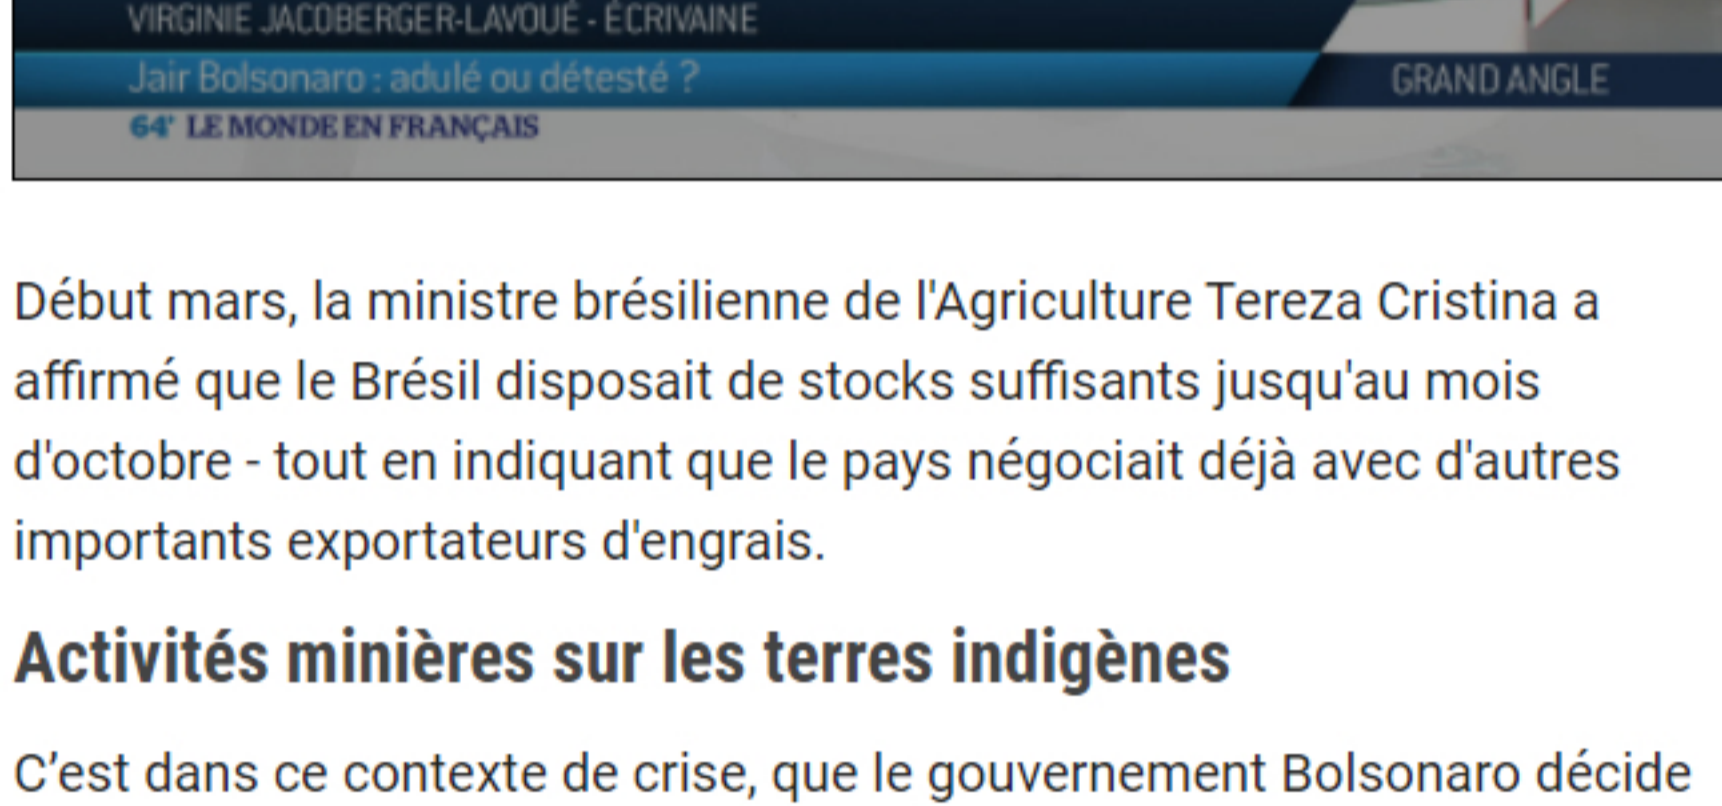 VIRGINIE JACOBERGER-LAVOUÉ - ÉCRIVAINE
Jair Bolsonaro : adulé ou détesté ?
GRAND ANGLE
64' LE MONDE EN FRANÇAIS
Début mars, la ministre brésilienne de l'Agriculture Tereza Cristina a
affirmé que le Brésil disposait de stocks suffisants jusqu'au mois
d'octobre - tout en indiquant que le pays négociait déjà avec d'autres
importants exportateurs d'engrais.
Activités minières sur les terres indigènes
C’est dans ce contexte de crise, que le gouvernement Bolsonaro décide